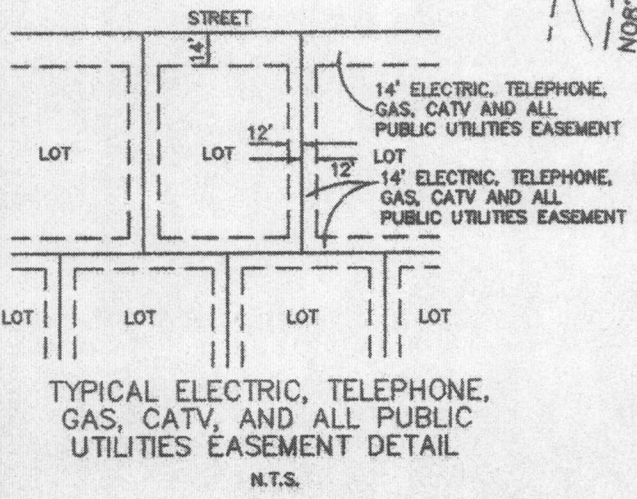 STREET
14'
14' ELECTRIC, TELEPHONE,
GAS, CATV AND ALL
PUBLIC UTILITIES EASEMENT
12'
LOT
LOT
LOT
12'
14' ELECTRIC, TELEPHONE,
GAS, CATV AND ALL
PUBLIC UTILITIES EASEMENT
LOT
LOT
LOT
LOT
TYPICAL ELECTRIC, TELEPHONE,
GAS, CATV, AND ALL PUBLIC
UTILITIES EASEMENT DETAIL
N.T.S.